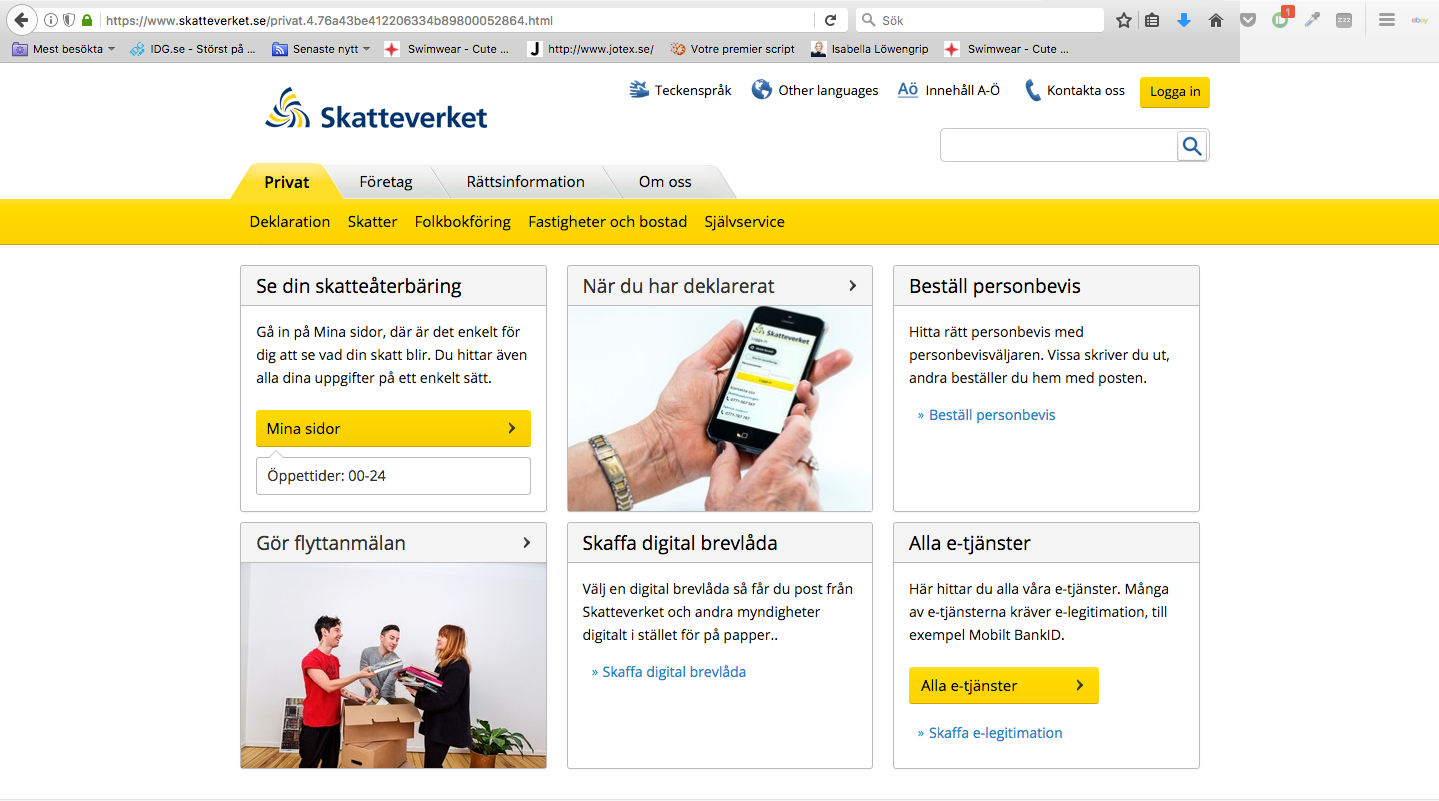 https://www.skatteverket.se/privat.4.76a43be412206334b89800052864.html
Sök
1
zzz
ebay
Mest besökta
IDG.se - Störst på ...
Senaste nytt
Swimwear - Cute ...
J
http://www.jotex.se/
Votre premier script
Isabella Löwengrip
Swimwear - Cute ...
Teckenspråk
Other languages
Aö
Innehåll A-Ö
Kontakta oss
Logga in
Skatteverket
Privat
Företag
Rättsinformation
Om oss
Deklaration
Skatter
Folkbokföring
Fastigheter och bostad
Självservice
Se din skatteåterbäring
Gå in på Mina sidor, där är det enkelt för
dig att se vad din skatt blir. Du hittar även
alla dina uppgifter på ett enkelt sätt.
Mina sidor
Öppettider: 00-24
När du har deklarerat
Skatteverket
Beställ personbevis
Hitta rätt personbevis med
personbevisväljaren. Vissa skriver du ut,
andra beställer du hem med posten.
» Beställ personbevis
Gör flyttanmälan
Skaffa digital brevlåda
Välj en digital brevlåda så får du post från
Skatteverket och andra myndigheter
digitalt i stället för på papper..
» Skaffa digital brevlåda
Alla e-tjänster
Här hittar du alla våra e-tjänster. Många
av e-tjänsterna kräver e-legitimation, till
exempel Mobilt BankID.
Alla e-tjänster
» Skaffa e-legitimation